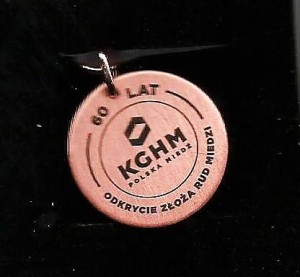 60 LAT
KGHM
POLSKA MIEDŹ
ODKRYCIE ZŁOŻA RUD MIEDZI